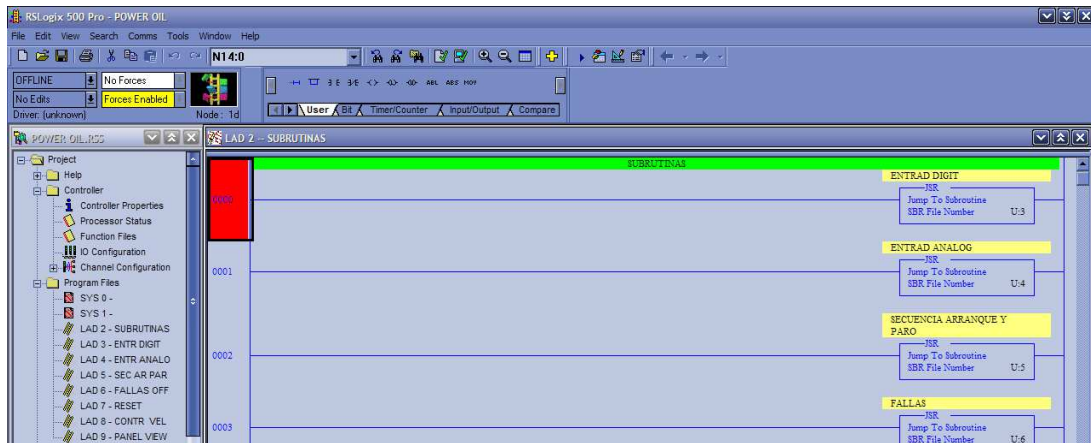 RSLogix 500 Pro - POWER OIL
File Edit View Search Comms Tools Window Help
N14:0
OFFLINE No Forces
No Edits Forces Enabled
Driver: (unknown) Node: 1d
ABL ABS MOV
User Bit Timer/Counter Input/Output Compare
POWER OIL.RSS
Project
Help
Controller
Controller Properties
Processor Status
Function Files
IO Configuration
Channel Configuration
Program Files
SYS 0 -
SYS 1 -
LAD 2 - SUBRUTINAS
LAD 3 - ENTR DIGIT
LAD 4 - ENTR ANALO
LAD 5 - SEC AR PAR
LAD 6 - FALLAS OFF
LAD 7 - RESET
LAD 8 - CONTR VEL
LAD 9 - PANEL VIEW
LAD 2 -- SUBRUTINAS
SUBRUTINAS
0000
ENTRAD DIGIT
JSR
Jump To Subroutine
SBR File Number U:3
0001
ENTRAD ANALOG
JSR
Jump To Subroutine
SBR File Number U:4
0002
SECUENCIA ARRANQUE Y
PARO
JSR
Jump To Subroutine
SBR File Number U:5
0003
FALLAS
JSR
Jump To Subroutine
SBR File Number U:6